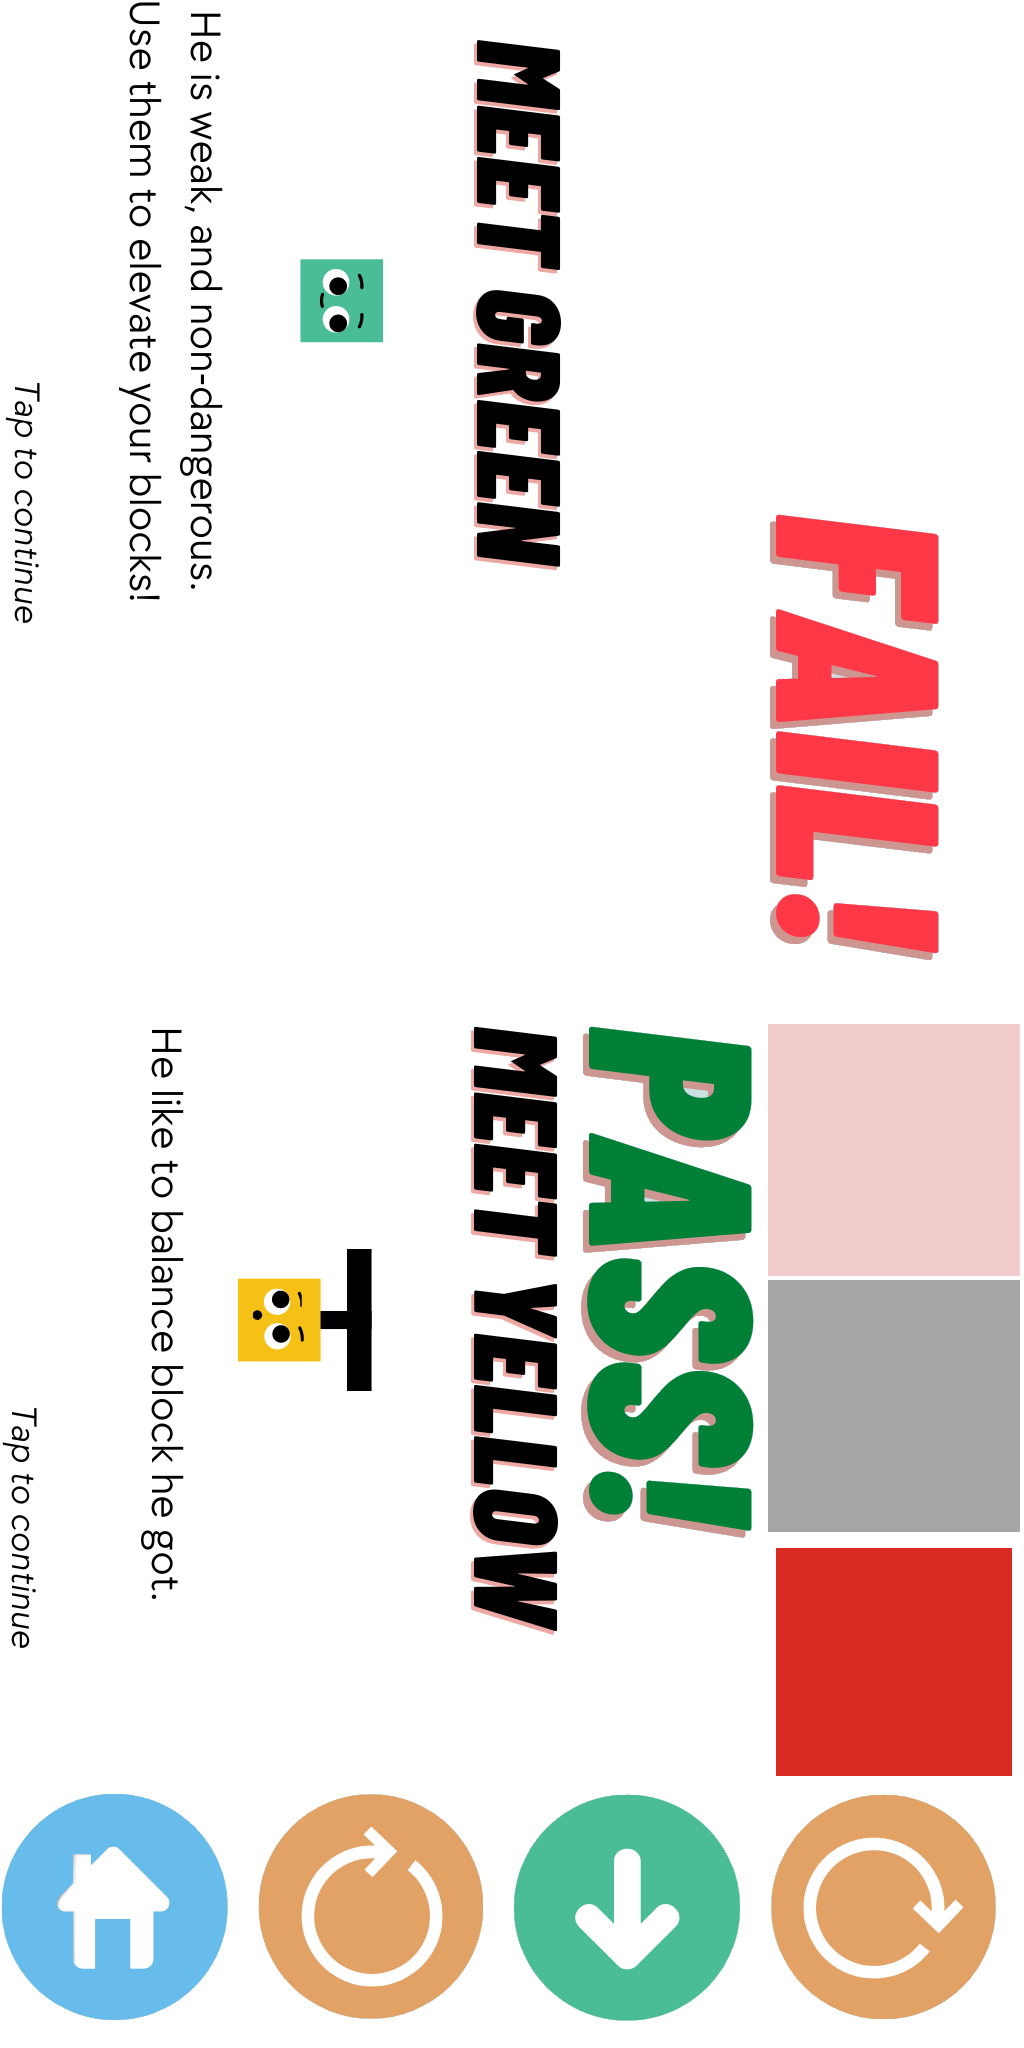 FAIL!
MEET GREEN
He is weak, and non-dangerous.
Use them to elevate your blocks!
Tap to continue
PASS!
MEET YELLOW
He like to balance block he got.
Tap to continue